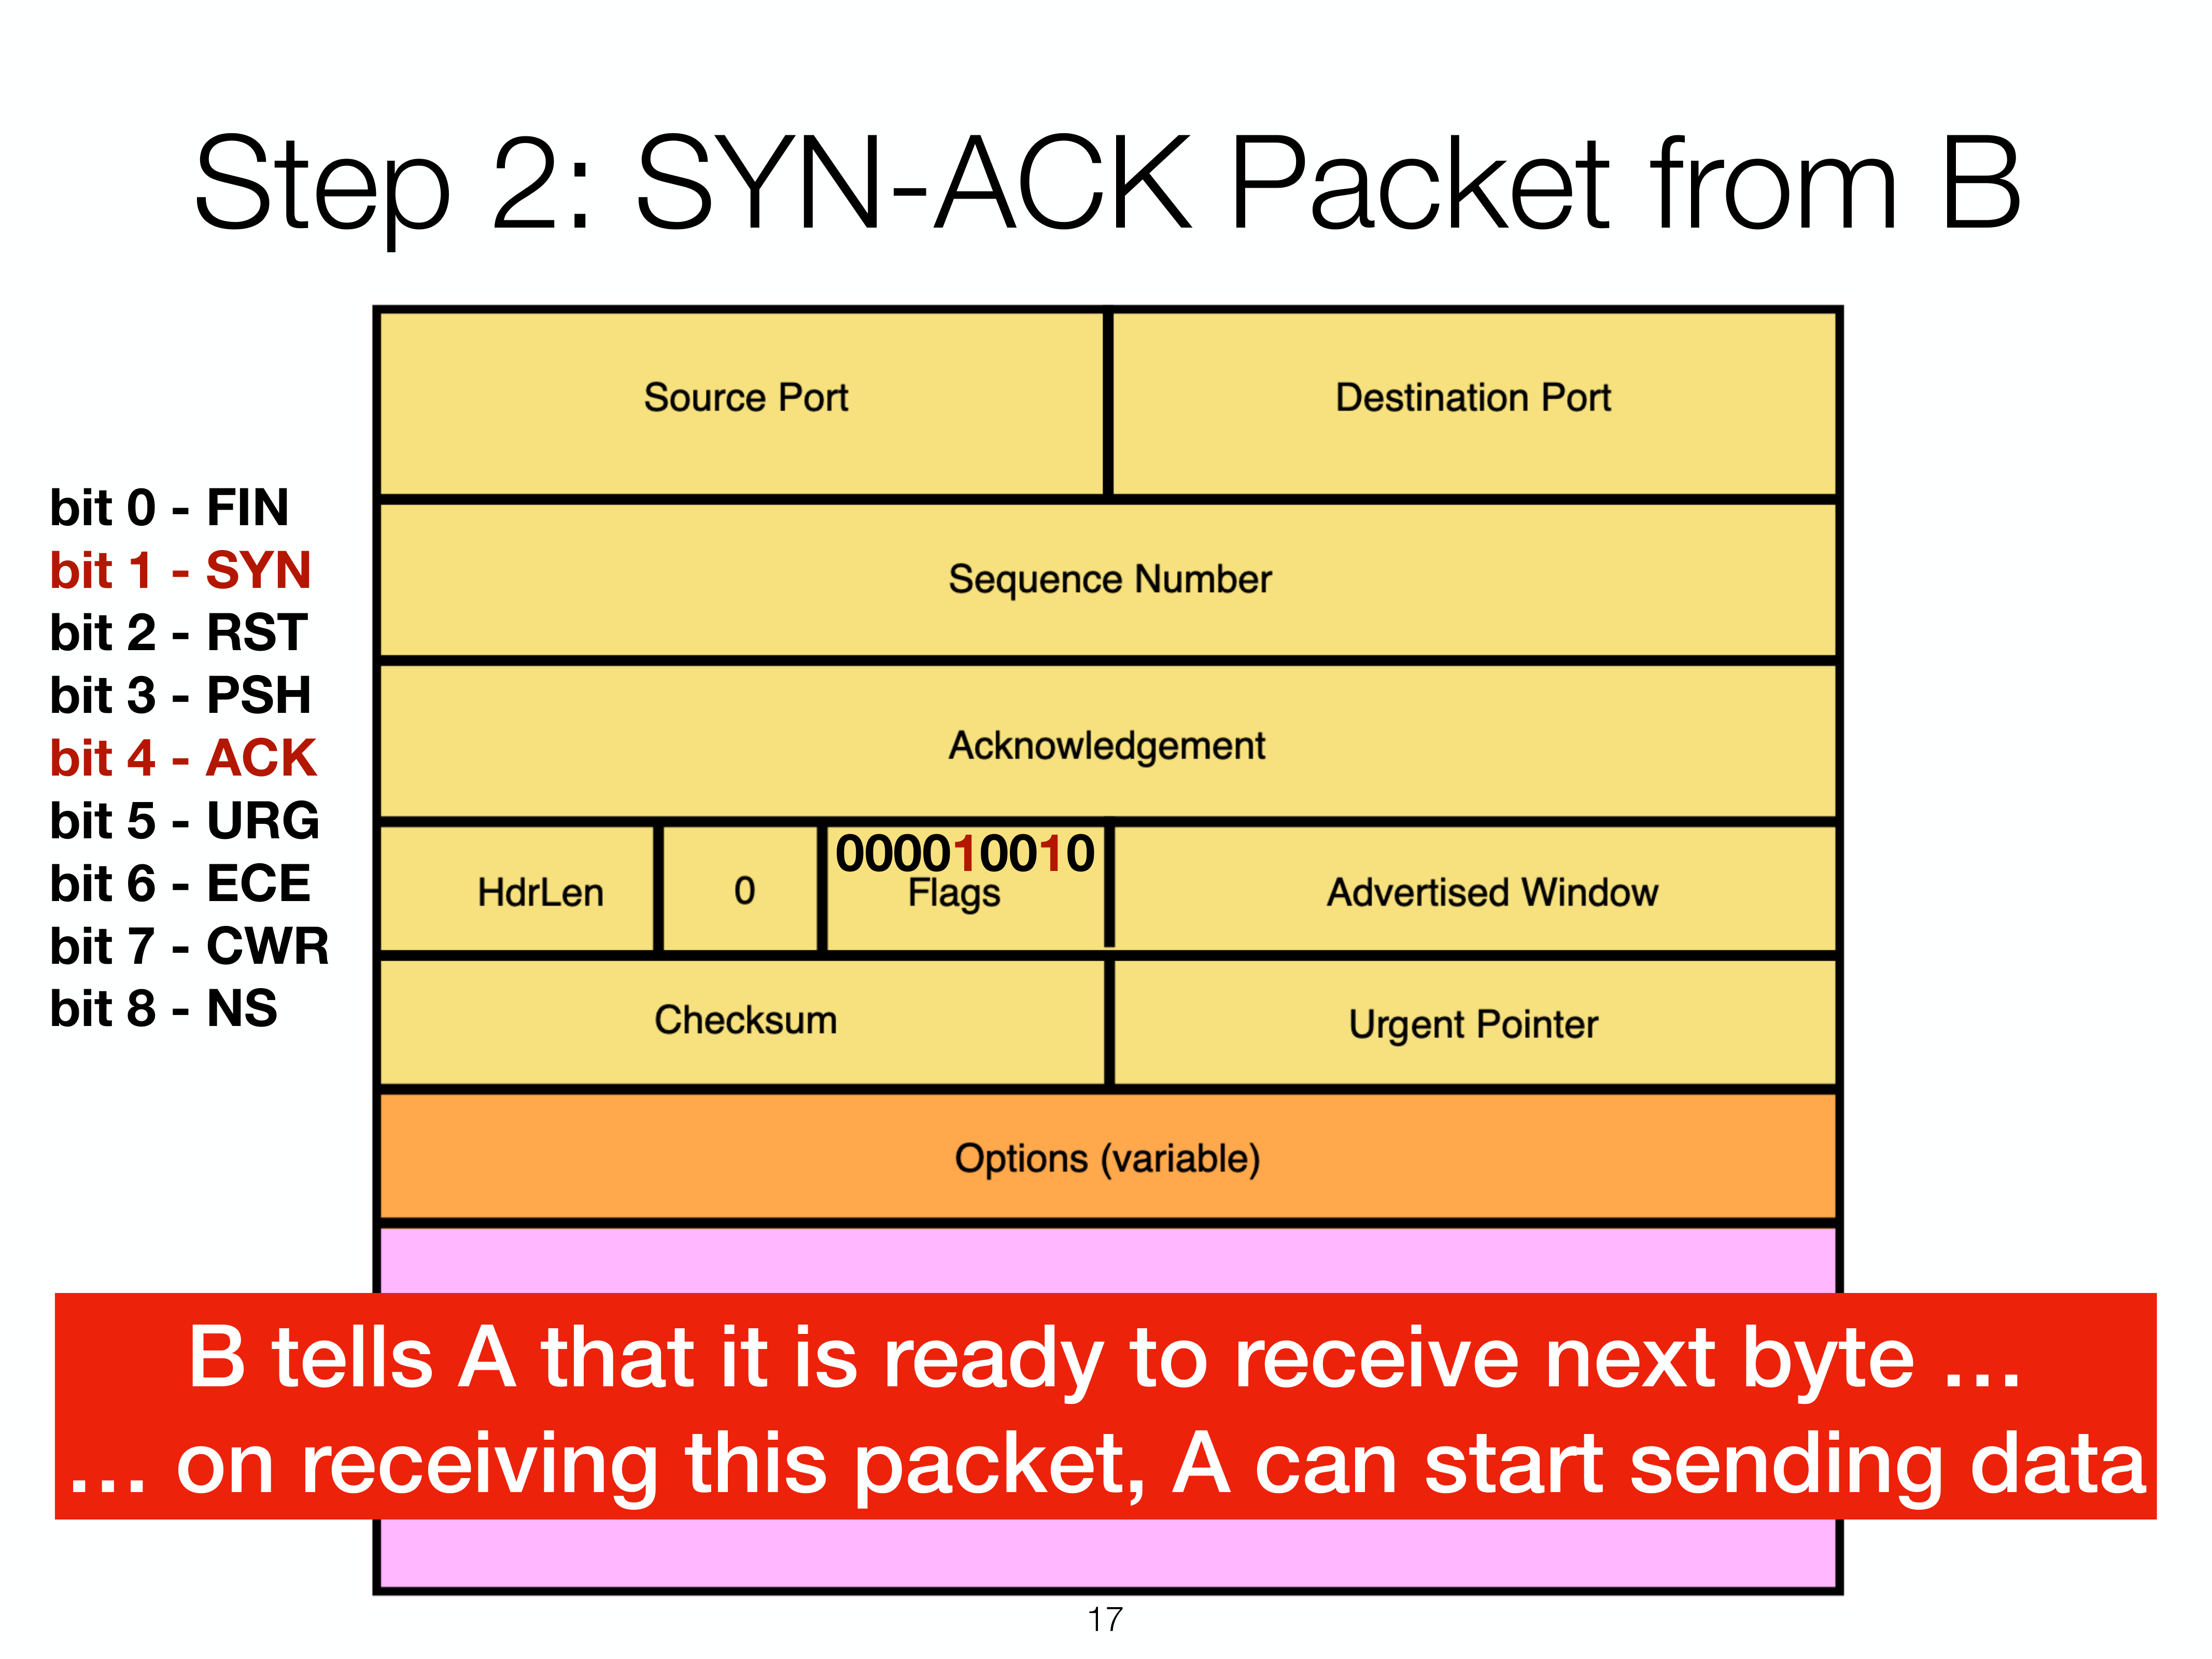 Step 2: SYN-ACK Packet from B
Source Port
Destination Port
bit 0 - FIN
bit 1 - SYN
bit 2 - RST
bit 3 - PSH
bit 4 - ACK
bit 5 - URG
bit 6 - ECE
bit 7 - CWR
bit 8 - NS
Sequence Number
Acknowledgement
HdrLen
0
000010010
Flags
Advertised Window
Checksum
Urgent Pointer
Options (variable)
B tells A that it is ready to receive next byte ...
... on receiving this packet, A can start sending data
17